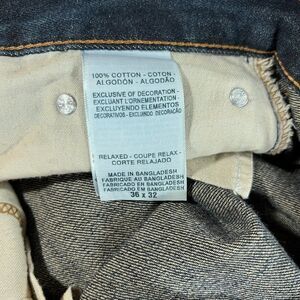 100% COTTON - COTON -
ALGODÓN - ALGODÃO
EXCLUSIVE OF DECORATION -
EXCLUANT L'ORNEMENTATION -
EXCLUYENDO ELEMENTOS
DECORATIVOS - EXCLUINDO DECORAÇÃO
RELAXED - COUPE RELAX -
CORTE RELAJADO
MADE IN BANGLADESH
FABRIQUE AU BANGLADESH
FABRICADO EN BANGLADESH
FABRICADO EM BANGLADESH
36 x 32